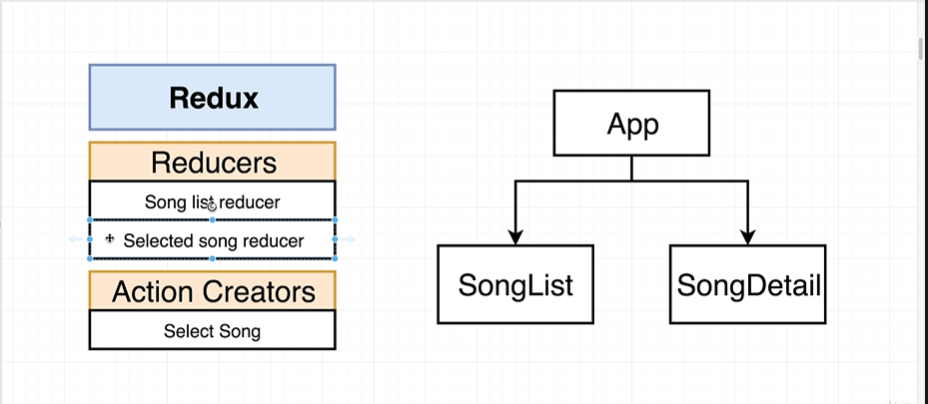 Redux
Reducers
Song list reducer
Selected song reducer
Action Creators
Select Song
App
SongList
SongDetail